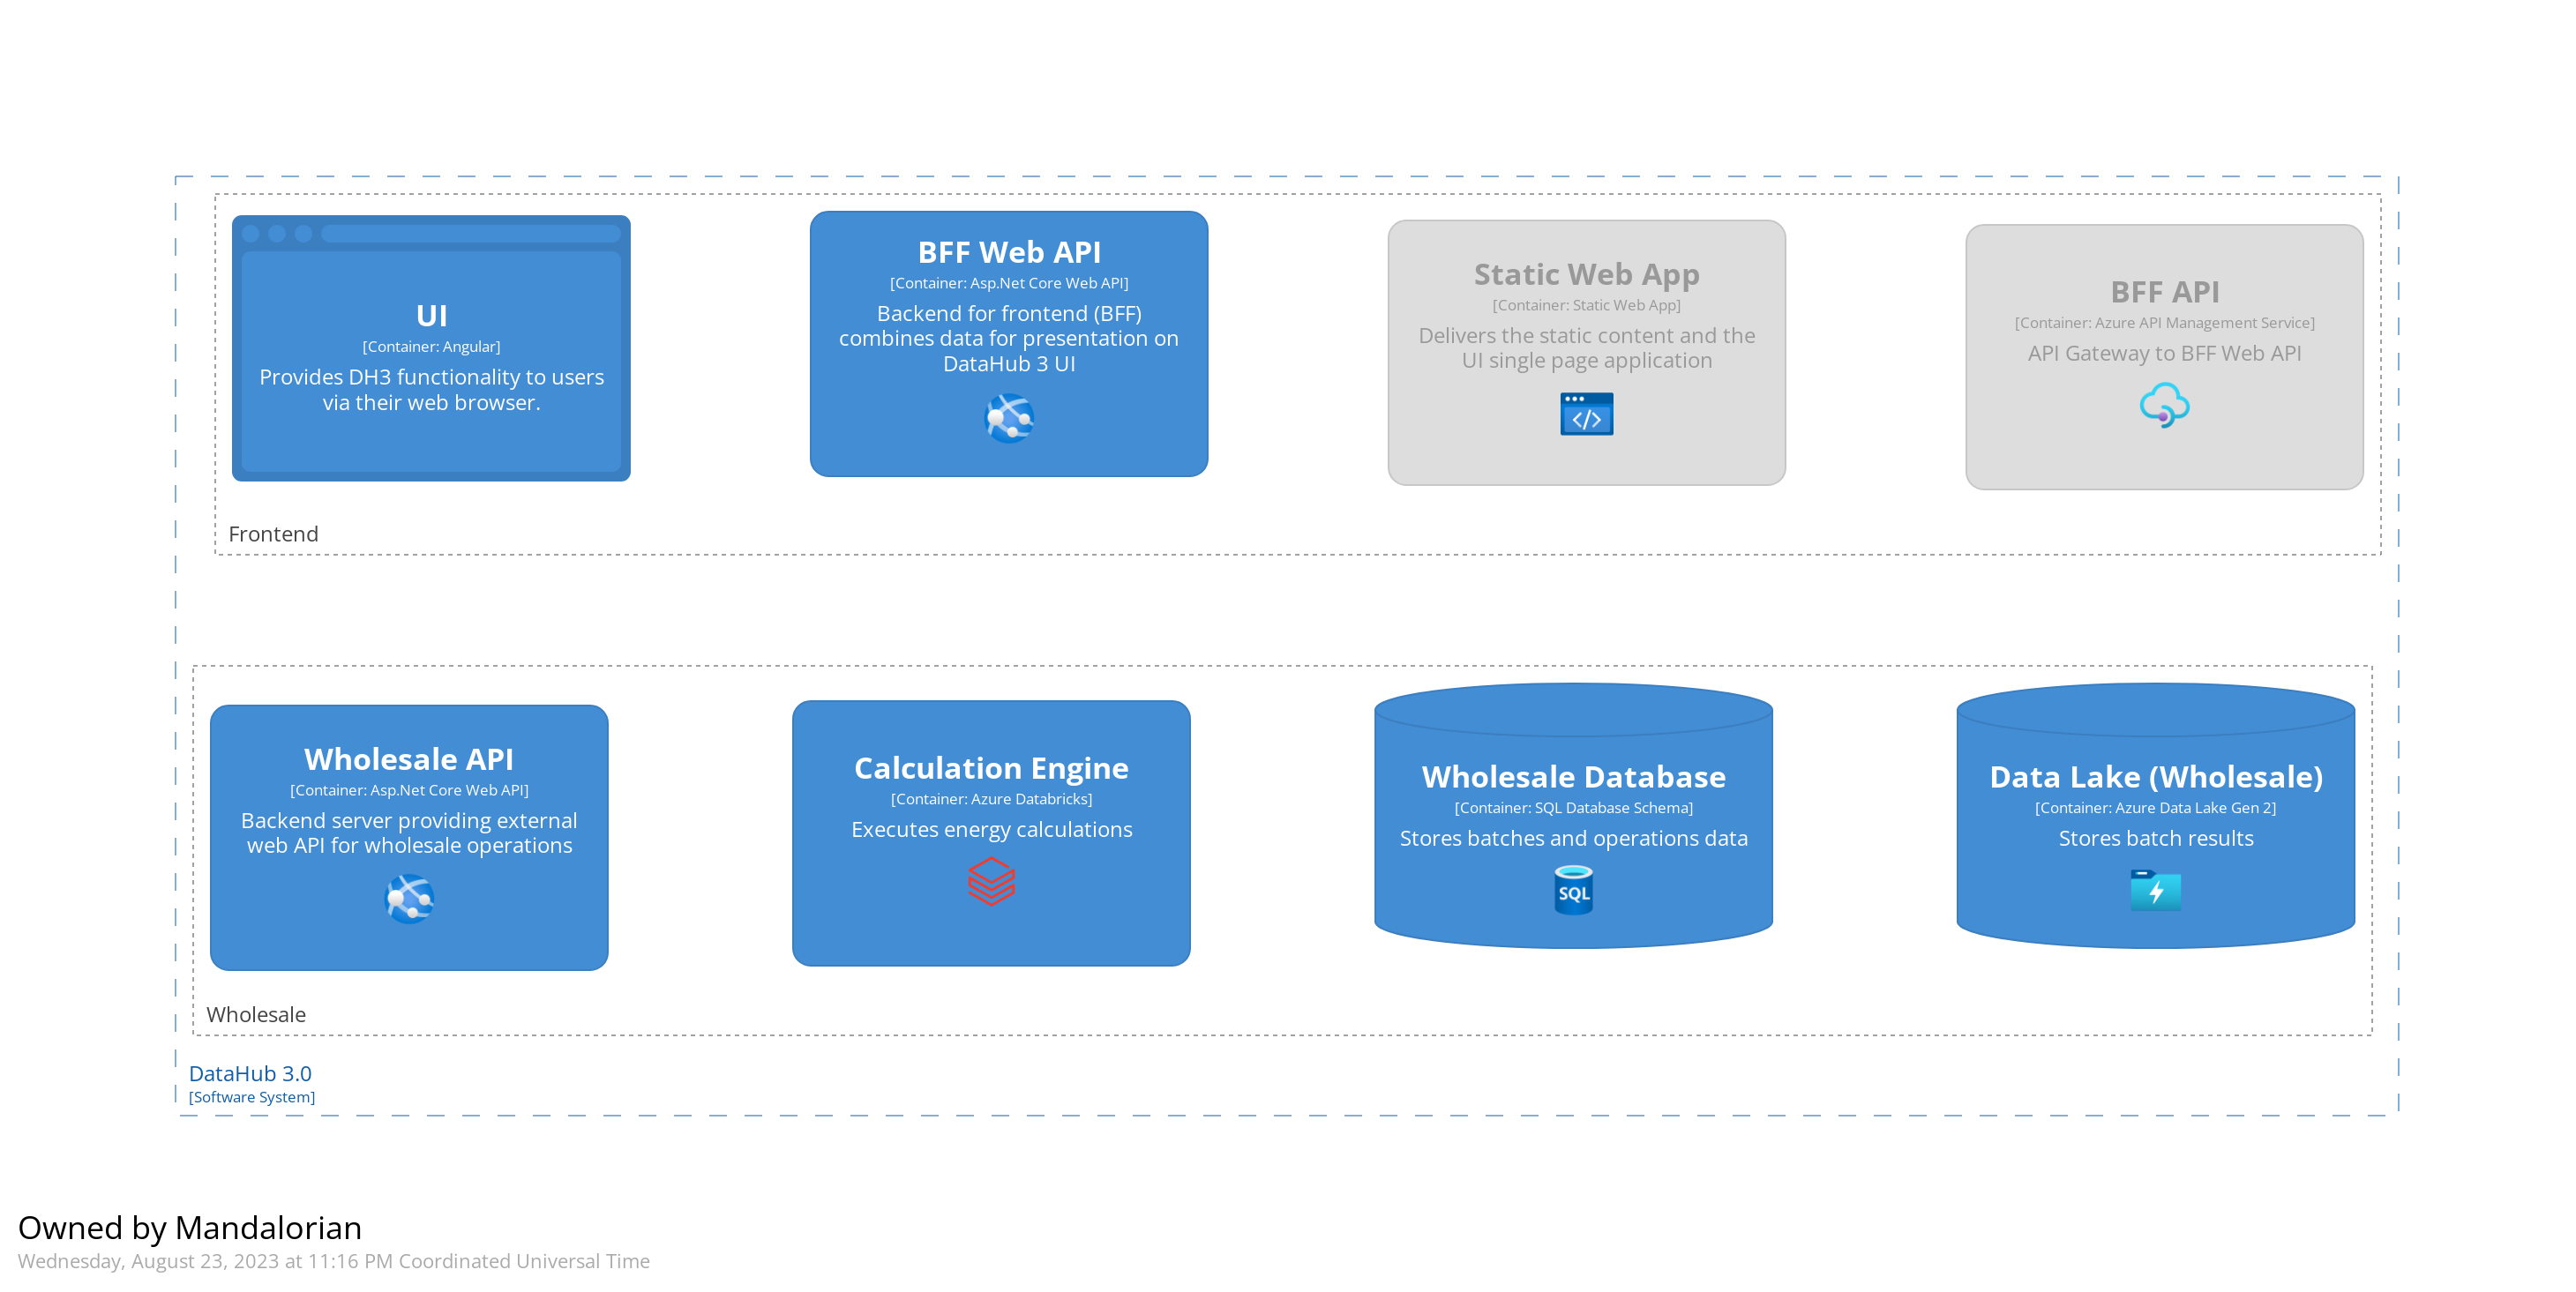 UI
[Container: Angular]
Provides DH3 functionality to users
via their web browser.
BFF Web API
[Container: Asp.Net Core Web API]
Backend for frontend (BFF)
combines data for presentation on
DataHub 3 UI
Static Web App
[Container: Static Web App]
Delivers the static content and the
UI single page application
</>
BFF API
[Container: Azure API Management Service]
API Gateway to BFF Web API
Frontend
Wholesale API
[Container: Asp.Net Core Web API]
Backend server providing external
web API for wholesale operations
Calculation Engine
[Container: Azure Databricks]
Executes energy calculations
Wholesale Database
[Container: SQL Database Schema]
Stores batches and operations data
SQL
Data Lake (Wholesale)
[Container: Azure Data Lake Gen 2]
Stores batch results
Wholesale
DataHub 3.0
[Software System]
Owned by Mandalorian
Wednesday, August 23, 2023 at 11:16 PM Coordinated Universal Time